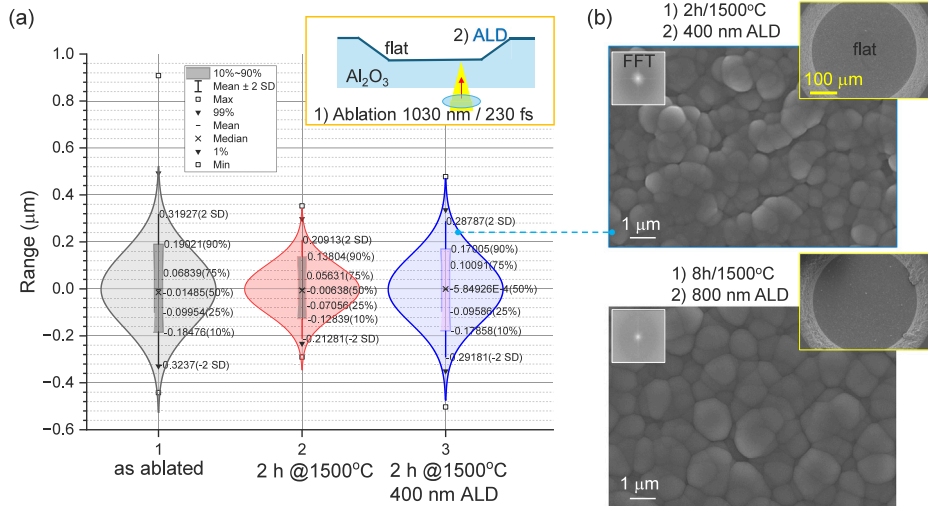 (a)
Range (μm)
1.0
0.8
0.6
0.4
0.2
0.0
−0.2
−0.4
−0.6
10%~90%
Mean ± 2 SD
Max
99%
Mean
Median
1%
Min
flat
2) ALD
Al₂O₃
1) Ablation 1030 nm / 230 fs
0.31927(2 SD)
0.19021(90%)
0.06839(75%)
-0.01485(50%)
-0.09954(25%)
-0.18476(10%)
-0.3237(-2 SD)
0.20913(2 SD)
0.13804(90%)
0.05631(75%)
-0.00638(50%)
-0.07056(25%)
-0.12839(10%)
-0.21281(-2 SD)
0.28787(2 SD)
0.17005(90%)
0.10091(75%)
-5.84926E-4(50%)
-0.09586(25%)
-0.17858(10%)
-0.29181(-2 SD)
1
as ablated
2
2 h @1500°C
3
2 h @1500°C
400 nm ALD
(b)
1) 2h/1500°C
2) 400 nm ALD
FFT
flat
100 μm
1 μm
1) 8h/1500°C
2) 800 nm ALD
1 μm